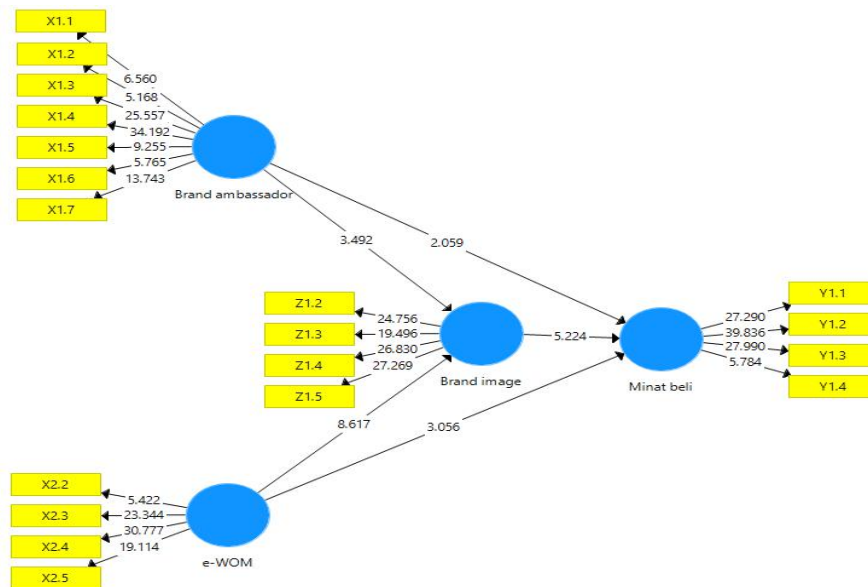 X1.1
X1.2
X1.3
X1.4
X1.5
X1.6
X1.7
6.560
5.168
25.557
34.192
9.255
5.765
13.743
Brand ambassador
3.492
2.059
Z1.2
Z1.3
Z1.4
Z1.5
24.756
19.496
26.830
27.269
Brand image
5.224
Minat beli
27.290
39.836
27.990
5.784
Y1.1
Y1.2
Y1.3
Y1.4
8.617
3.056
X2.2
X2.3
X2.4
X2.5
5.422
23.344
30.777
19.114
e-WOM